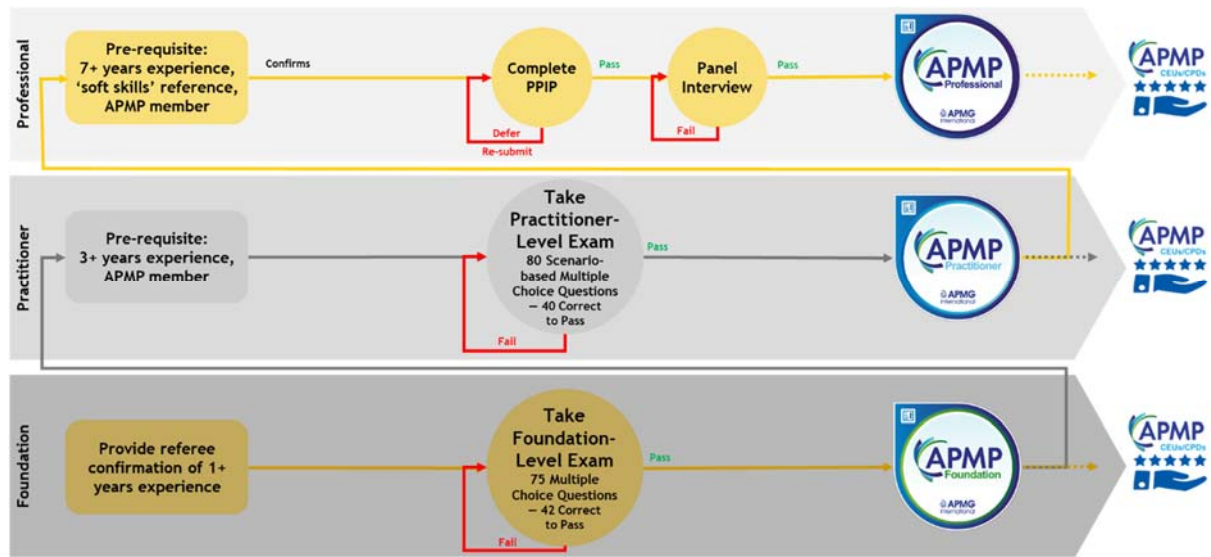 Professional
Pre-requisite:
7+ years experience,
‘soft skills’ reference,
APMP member
Confirms
Complete
PPIP
Defer
Re-submit
Pass
Panel
Interview
Fail
Pass
APMP
Professional
APMG
International
APMP
CEUs/CPDs
Practitioner
Pre-requisite:
3+ years experience,
APMP member
Take
Practitioner-
Level Exam
80 Scenario-
based Multiple
Choice Questions
— 40 Correct
to Pass
Fail
Pass
APMP
Practitioner
APMG
International
APMP
CEUs/CPDs
Foundation
Provide referee
confirmation of 1+
years experience
Take
Foundation-
Level Exam
75 Multiple
Choice Questions
— 42 Correct
to Pass
Fail
Pass
APMP
Foundation
APMG
International
APMP
CEUs/CPDs